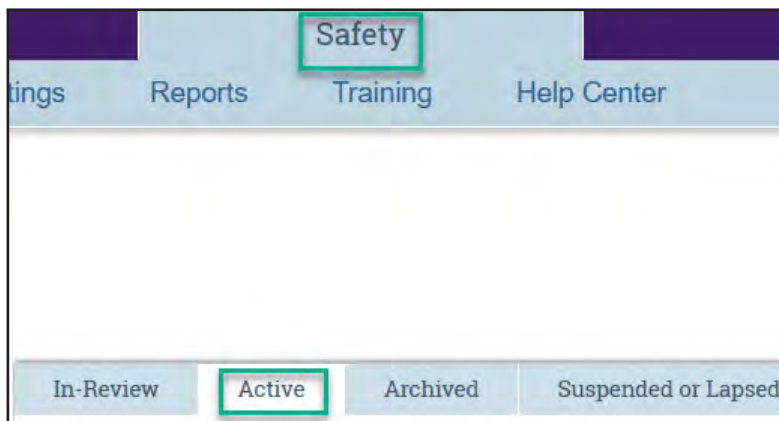 Safety
tings Reports Training Help Center
In-Review Active Archived Suspended or Lapsed